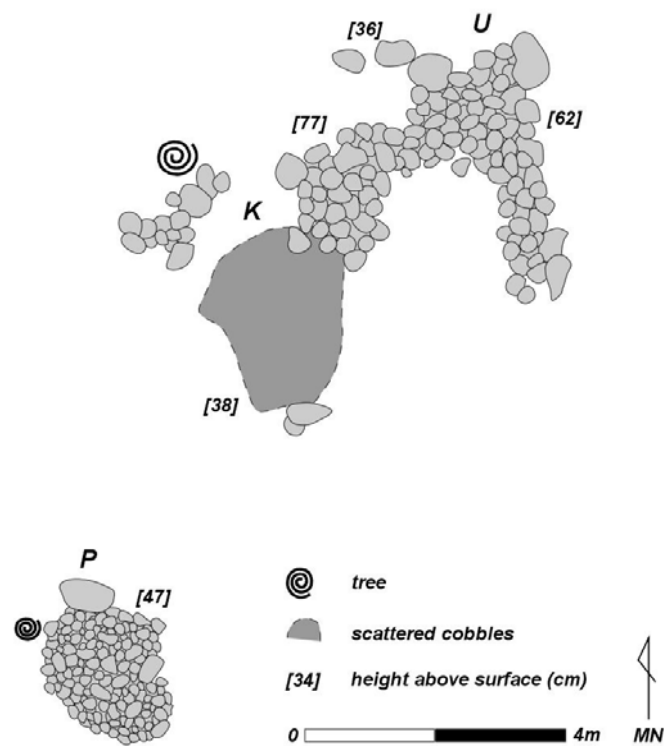 [36]
U
[77]
[62]
K
[38]
P
[47]
tree
scattered cobbles
[34] height above surface (cm)
0 4m
MN